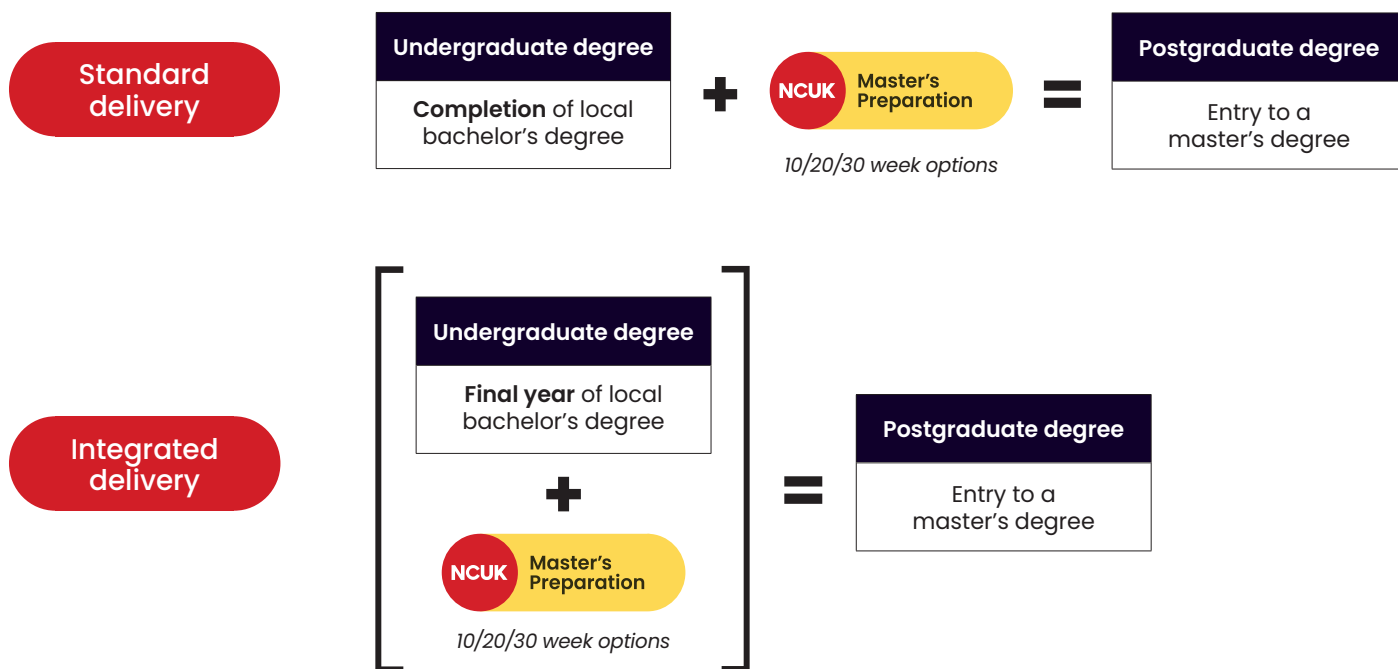 Standard
delivery
Undergraduate degree
Completion of local
bachelor's degree
+
NCUK
Master's
Preparation
10/20/30 week options
=
Postgraduate degree
Entry to a
master's degree
Integrated
delivery
Undergraduate degree
Final year of local
bachelor's degree
+
NCUK
Master's
Preparation
10/20/30 week options
=
Postgraduate degree
Entry to a
master's degree